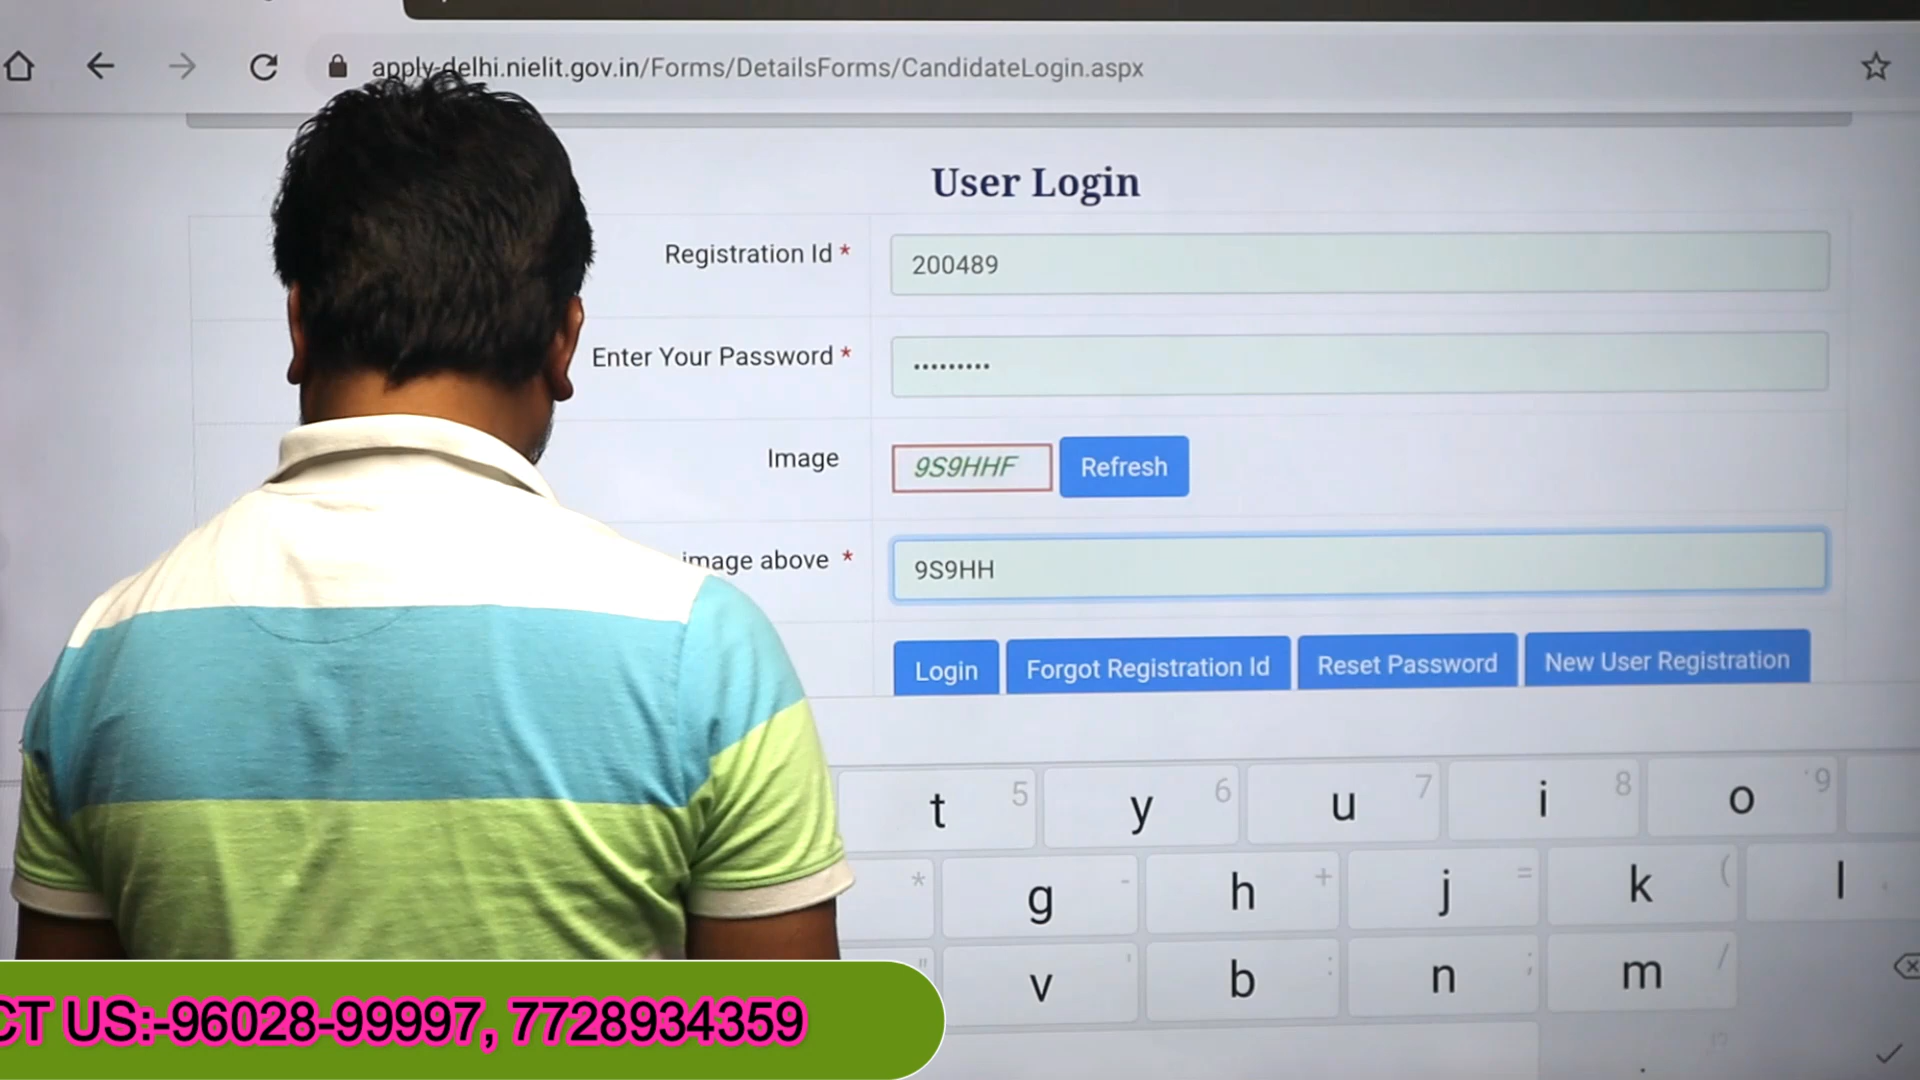 apply-delhi.nielit.gov.in/Forms/DetailsForms/CandidateLogin.aspx
User Login
Registration Id *
200489
Enter Your Password *
•••••••••
Image
9S9HHF
Refresh
image above *
9S9HH
Login
Forgot Registration Id
Reset Password
New User Registration
t 5 y 6 u 7 i 8 o 9
* g - h + j = k ( l
" v ' b : n ; m /
CT US:-96028-99997, 7728934359